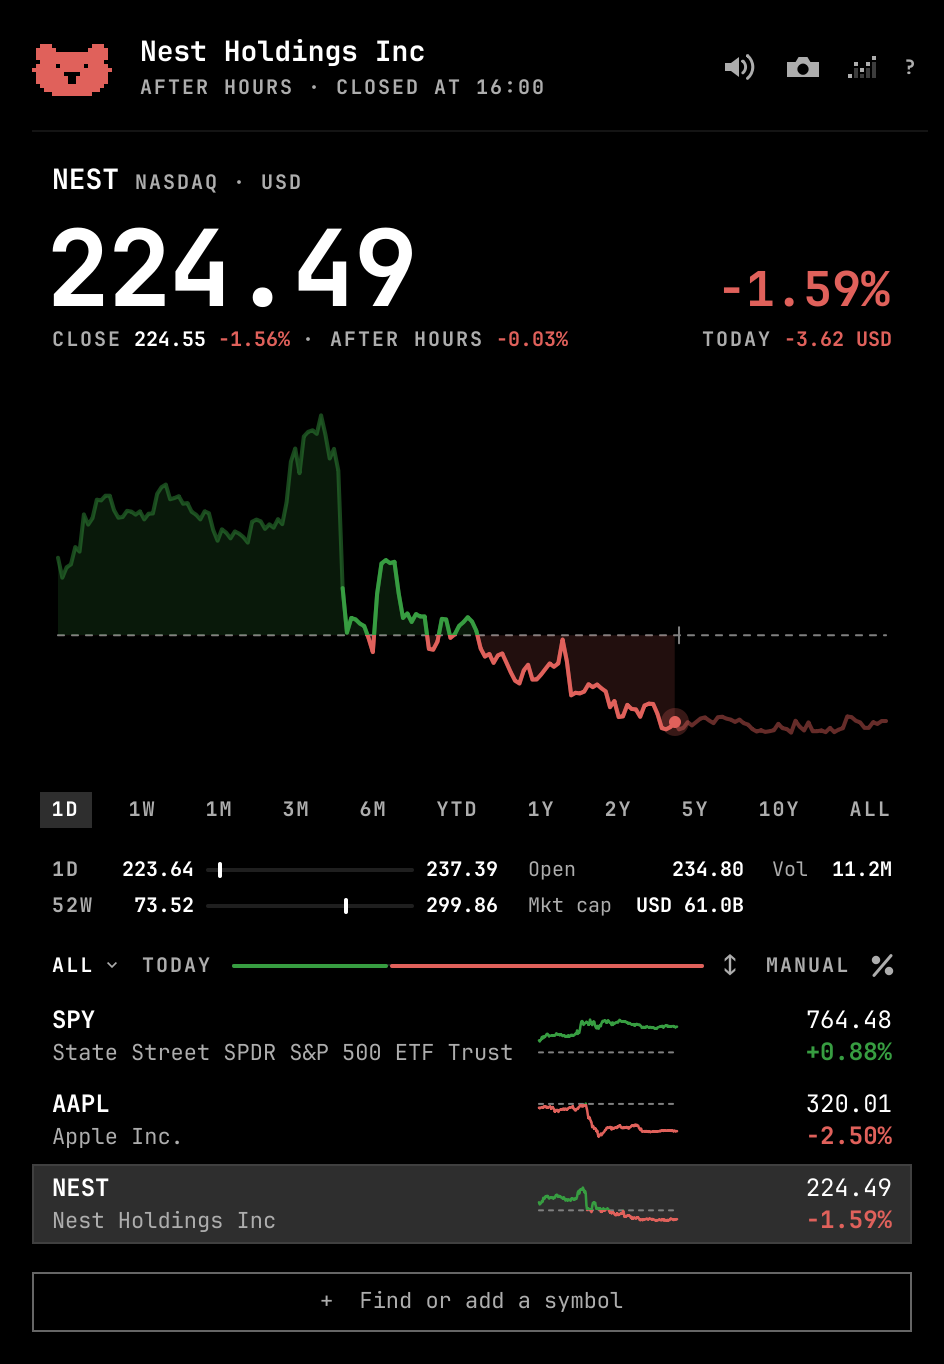 Nest Holdings Inc
AFTER HOURS · CLOSED AT 16:00
?
NEST NASDAQ · USD
224.49
-1.59%
CLOSE 224.55 -1.56% · AFTER HOURS -0.03%
TODAY -3.62 USD
1D 1W 1M 3M 6M YTD 1Y 2Y 5Y 10Y ALL
1D 223.64 237.39 Open 234.80 Vol 11.2M
52W 73.52 299.86 Mkt cap USD 61.0B
ALL TODAY MANUAL %
SPY 764.48
State Street SPDR S&P 500 ETF Trust +0.88%
AAPL 320.01
Apple Inc. -2.50%
NEST 224.49
Nest Holdings Inc -1.59%
+ Find or add a symbol